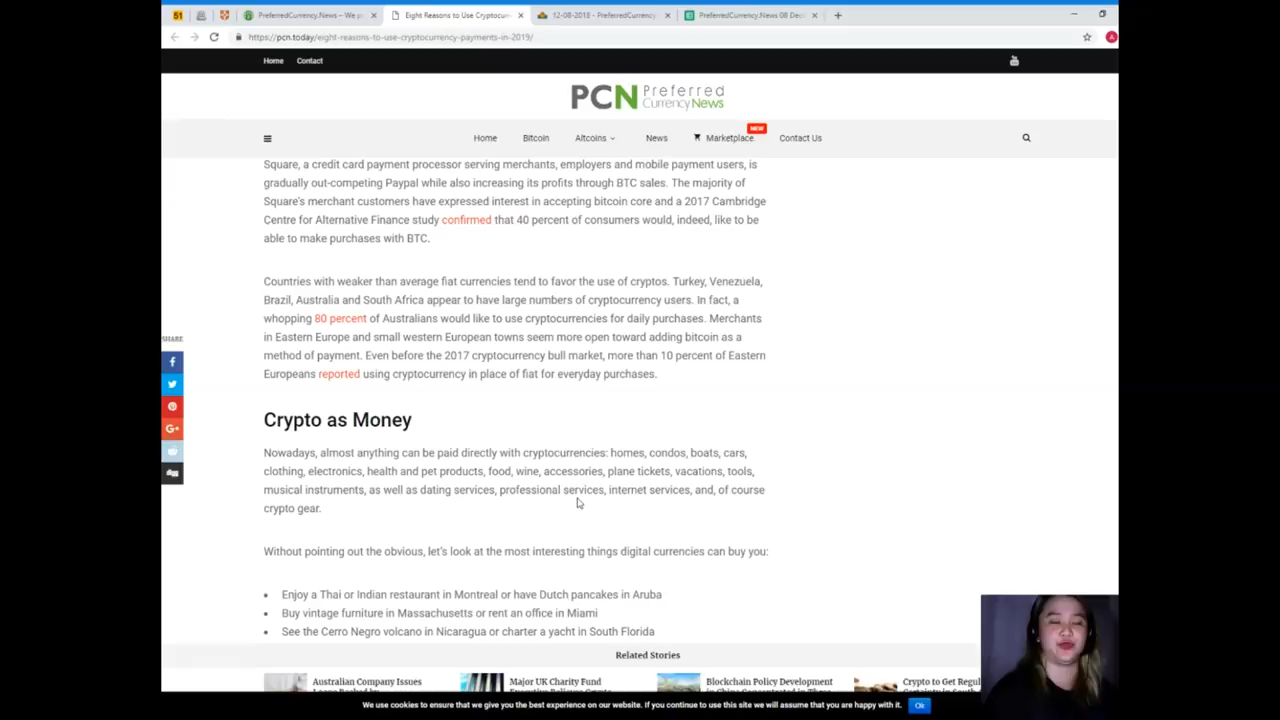 51
PreferredCurrency.News – We p
Eight Reasons to Use Cryptocur
12-08-2018 - PreferredCurrency
PreferredCurrency.News 08 Dec
https://pcn.today/eight-reasons-to-use-cryptocurrency-payments-in-2019/
Home Contact
PCN Preferred Currency News
NEW
Home Bitcoin Altcoins News Marketplace Contact Us
Square, a credit card payment processor serving merchants, employers and mobile payment users, is
gradually out-competing Paypal while also increasing its profits through BTC sales. The majority of
Square's merchant customers have expressed interest in accepting bitcoin core and a 2017 Cambridge
Centre for Alternative Finance study confirmed that 40 percent of consumers would, indeed, like to be
able to make purchases with BTC.
Countries with weaker than average fiat currencies tend to favor the use of cryptos. Turkey, Venezuela,
Brazil, Australia and South Africa appear to have large numbers of cryptocurrency users. In fact, a
whopping 80 percent of Australians would like to use cryptocurrencies for daily purchases. Merchants
in Eastern Europe and small western European towns seem more open toward adding bitcoin as a
method of payment. Even before the 2017 cryptocurrency bull market, more than 10 percent of Eastern
Europeans reported using cryptocurrency in place of fiat for everyday purchases.
SHARE
Crypto as Money
Nowadays, almost anything can be paid directly with cryptocurrencies: homes, condos, boats, cars,
clothing, electronics, health and pet products, food, wine, accessories, plane tickets, vacations, tools,
musical instruments, as well as dating services, professional services, internet services, and, of course
crypto gear.
Without pointing out the obvious, let's look at the most interesting things digital currencies can buy you:
• Enjoy a Thai or Indian restaurant in Montreal or have Dutch pancakes in Aruba
• Buy vintage furniture in Massachusetts or rent an office in Miami
• See the Cerro Negro volcano in Nicaragua or charter a yacht in South Florida
Related Stories
Australian Company Issues
Major UK Charity Fund
Blockchain Policy Development
Crypto to Get Regul
We use cookies to ensure that we give you the best experience on our website. If you continue to use this site we will assume that you are happy with it. Ok